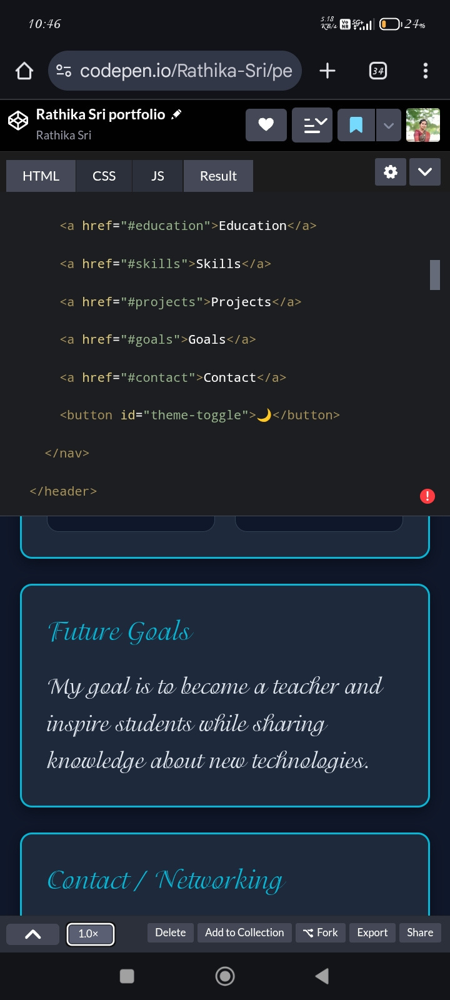 10:46
5.18 KB/s Vo NR 5G+ 24%
codepen.io/Rathika-Sri/pe
34
Rathika Sri portfolio
Rathika Sri
HTML CSS JS Result
<a href="#education">Education</a>
<a href="#skills">Skills</a>
<a href="#projects">Projects</a>
<a href="#goals">Goals</a>
<a href="#contact">Contact</a>
<button id="theme-toggle">🌙</button>
</nav>
</header>
Future Goals
My goal is to become a teacher and
inspire students while sharing
knowledge about new technologies.
Contact / Networking
1.0× Delete Add to Collection Fork Export Share